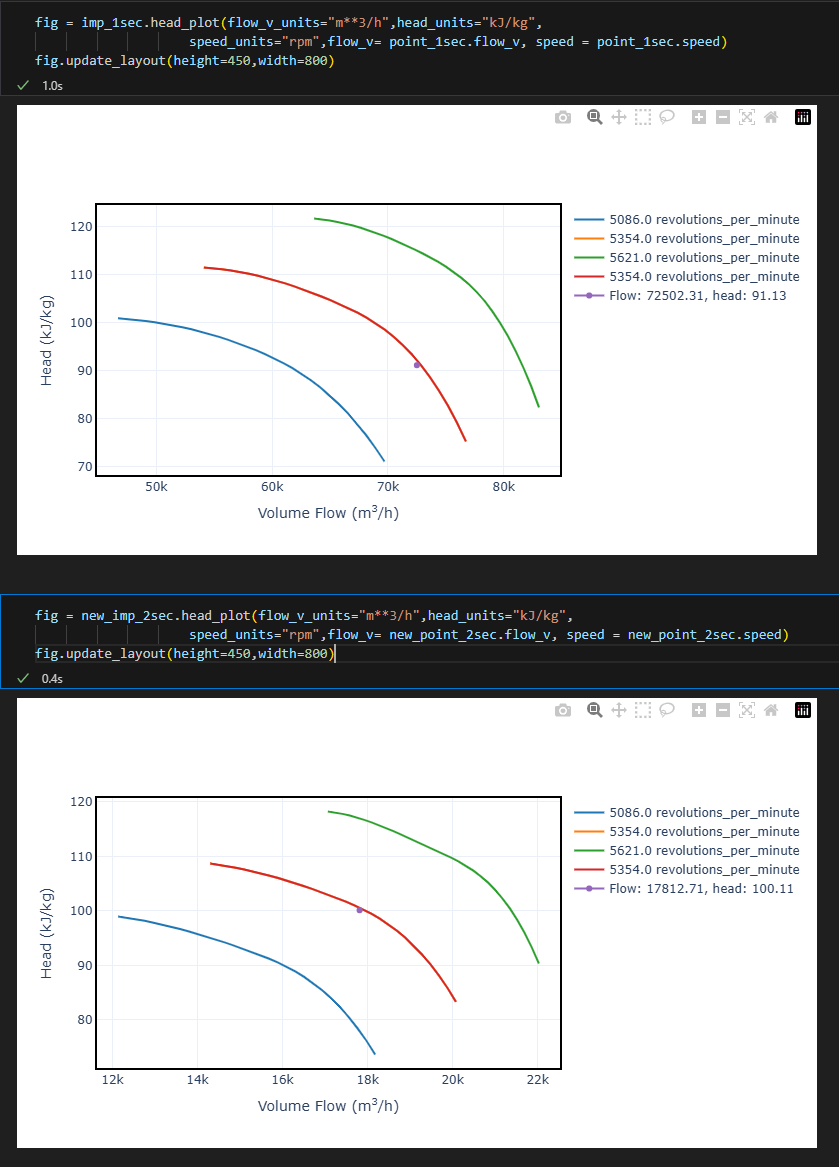 fig = imp_1sec.head_plot(flow_v_units="m**3/h",head_units="kJ/kg",
speed_units="rpm",flow_v= point_1sec.flow_v, speed = point_1sec.speed)
fig.update_layout(height=450,width=800)
1.0s
120
110
100
90
80
70
Head (kJ/kg)
50k
60k
70k
80k
Volume Flow (m³/h)
5086.0 revolutions_per_minute
5354.0 revolutions_per_minute
5621.0 revolutions_per_minute
5354.0 revolutions_per_minute
Flow: 72502.31, head: 91.13
fig = new_imp_2sec.head_plot(flow_v_units="m**3/h",head_units="kJ/kg",
speed_units="rpm",flow_v= new_point_2sec.flow_v, speed = new_point_2sec.speed)
fig.update_layout(height=450,width=800)
0.4s
120
110
100
90
80
Head (kJ/kg)
12k
14k
16k
18k
20k
22k
Volume Flow (m³/h)
5086.0 revolutions_per_minute
5354.0 revolutions_per_minute
5621.0 revolutions_per_minute
5354.0 revolutions_per_minute
Flow: 17812.71, head: 100.11